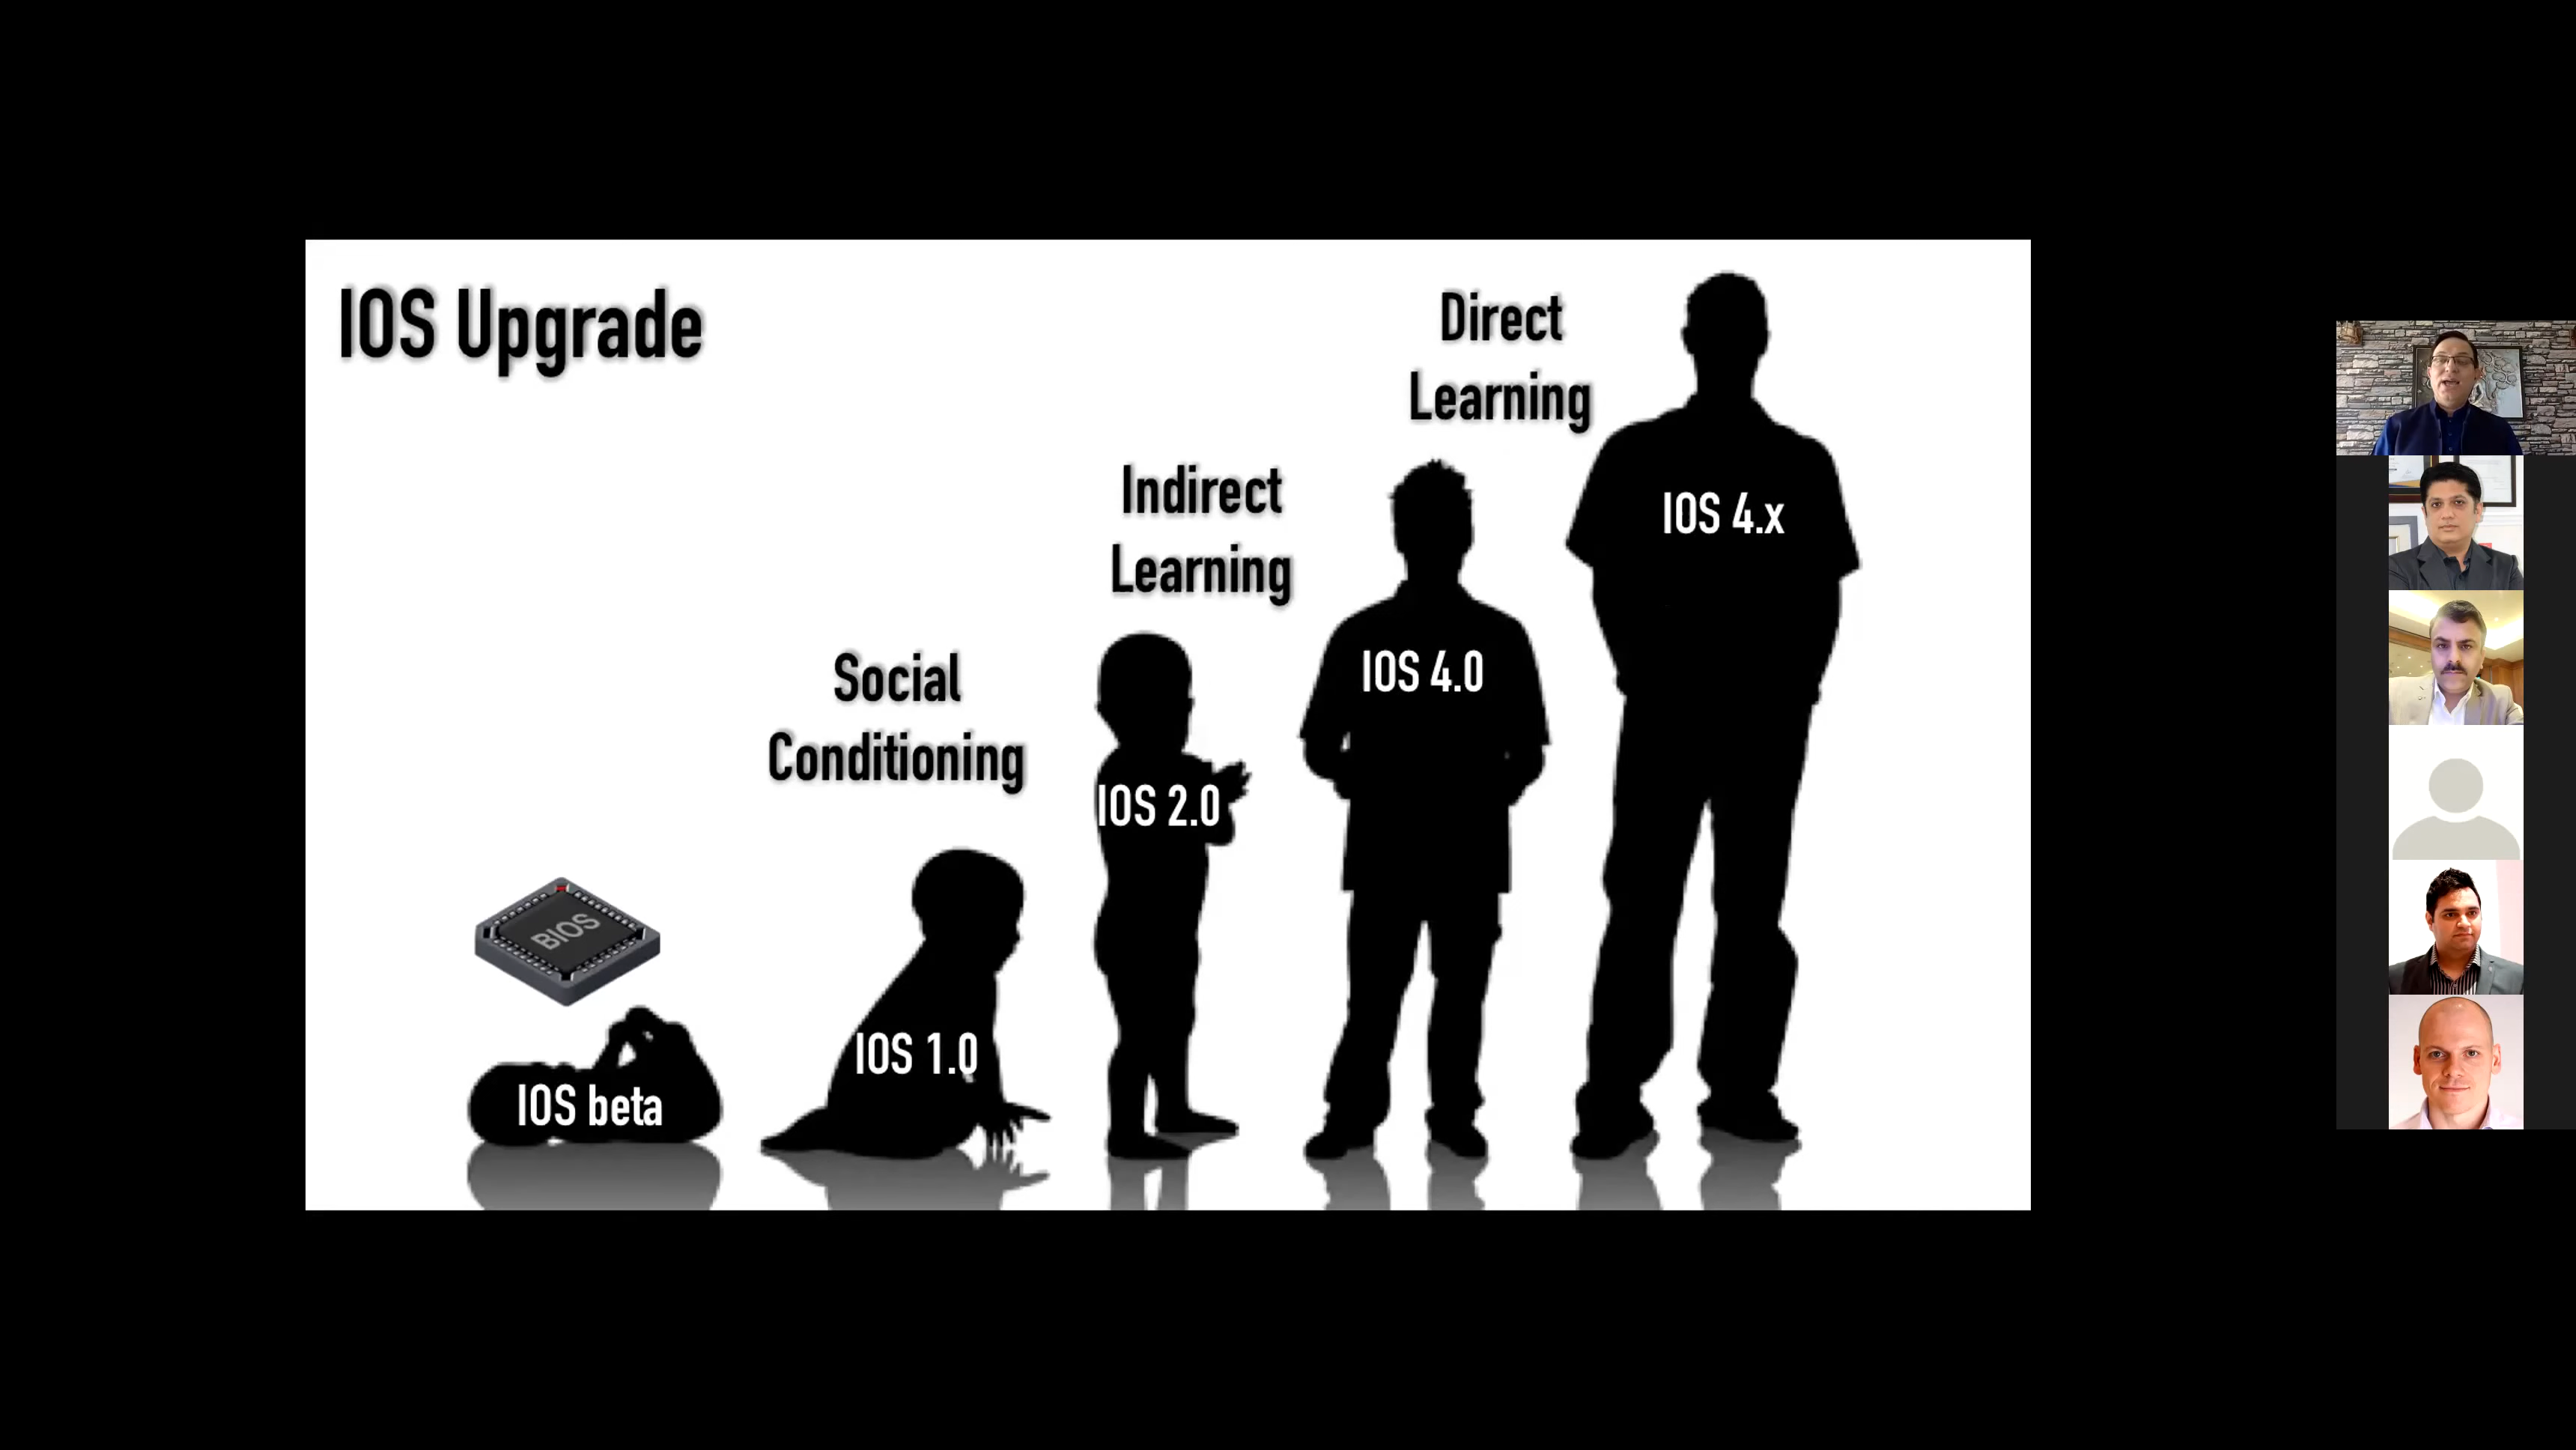 IOS Upgrade
Direct
Learning
IOS 4.x
Indirect
Learning
IOS 4.0
Social
Conditioning
IOS 2.0
BIOS
IOS 1.0
IOS beta